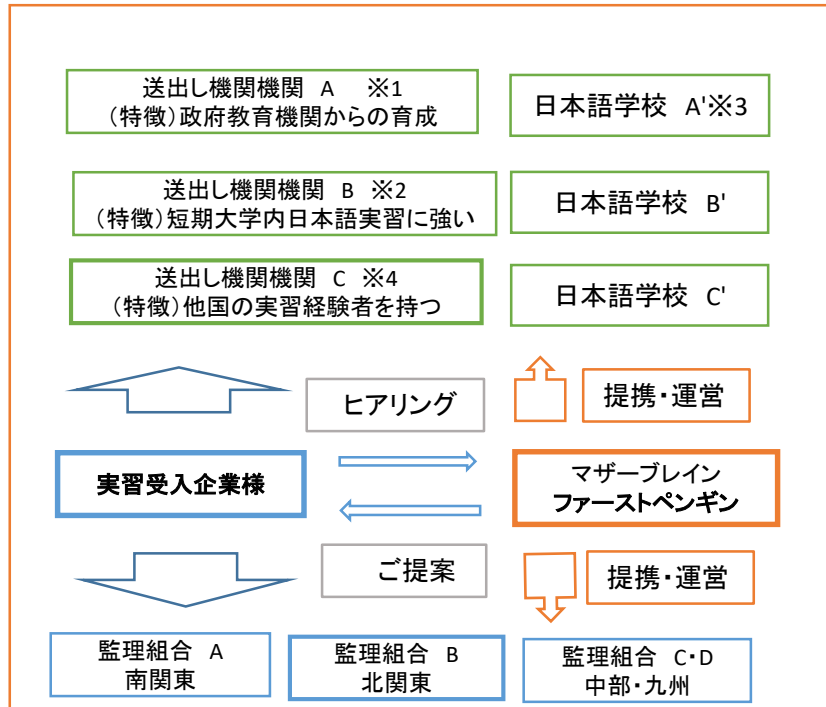 送出し機関機関 A ※1
(特徴)政府教育機関からの育成
日本語学校 A'※3
送出し機関機関 B ※2
(特徴)短期大学内日本語実習に強い
日本語学校 B'
送出し機関機関 C ※4
(特徴)他国の実習経験者を持つ
日本語学校 C'
ヒアリング
提携・運営
実習受入企業様
マザーブレイン
ファーストペンギン
ご提案
提携・運営
監理組合 A
南関東
監理組合 B
北関東
監理組合 C・D
中部・九州